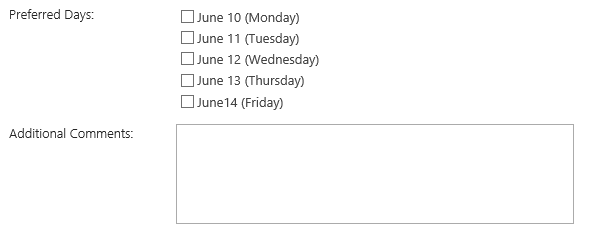 Preferred Days:
June 10 (Monday)
June 11 (Tuesday)
June 12 (Wednesday)
June 13 (Thursday)
June14 (Friday)
Additional Comments: